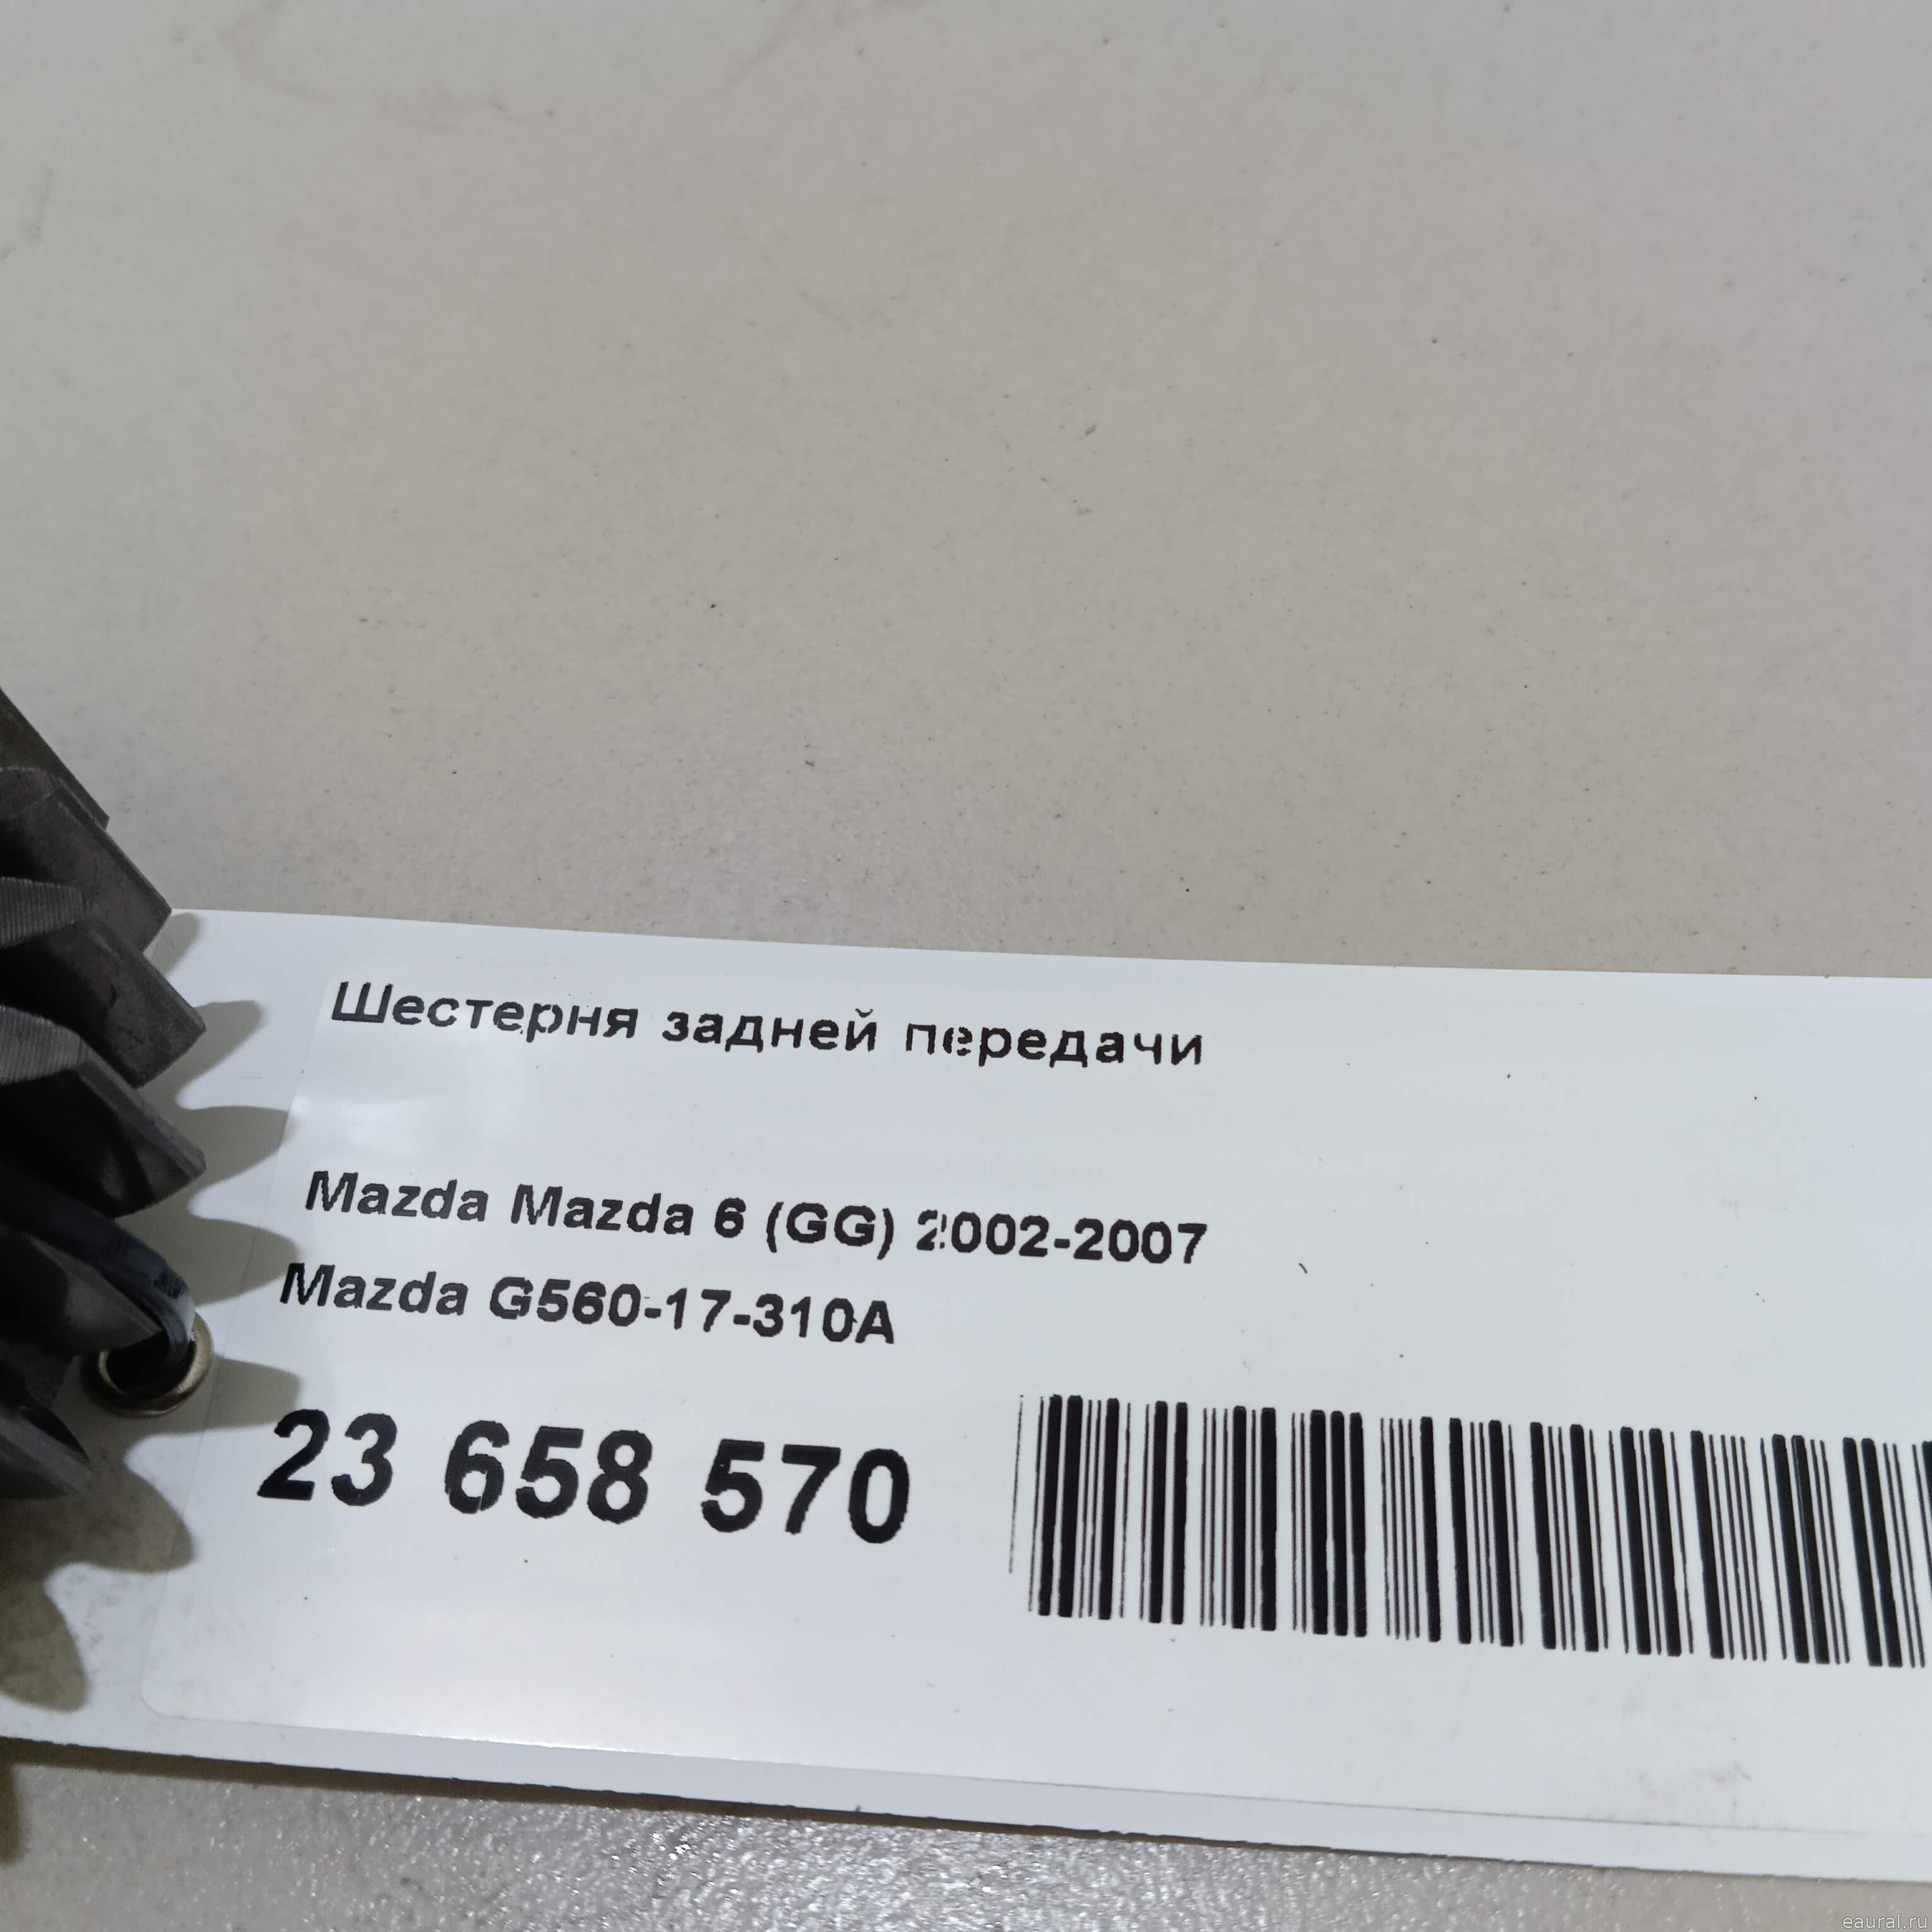 Шестерня задней передачи
Mazda Mazda 6 (GG) 2002-2007
Mazda G560-17-310A
23 658 570
eaural.ru